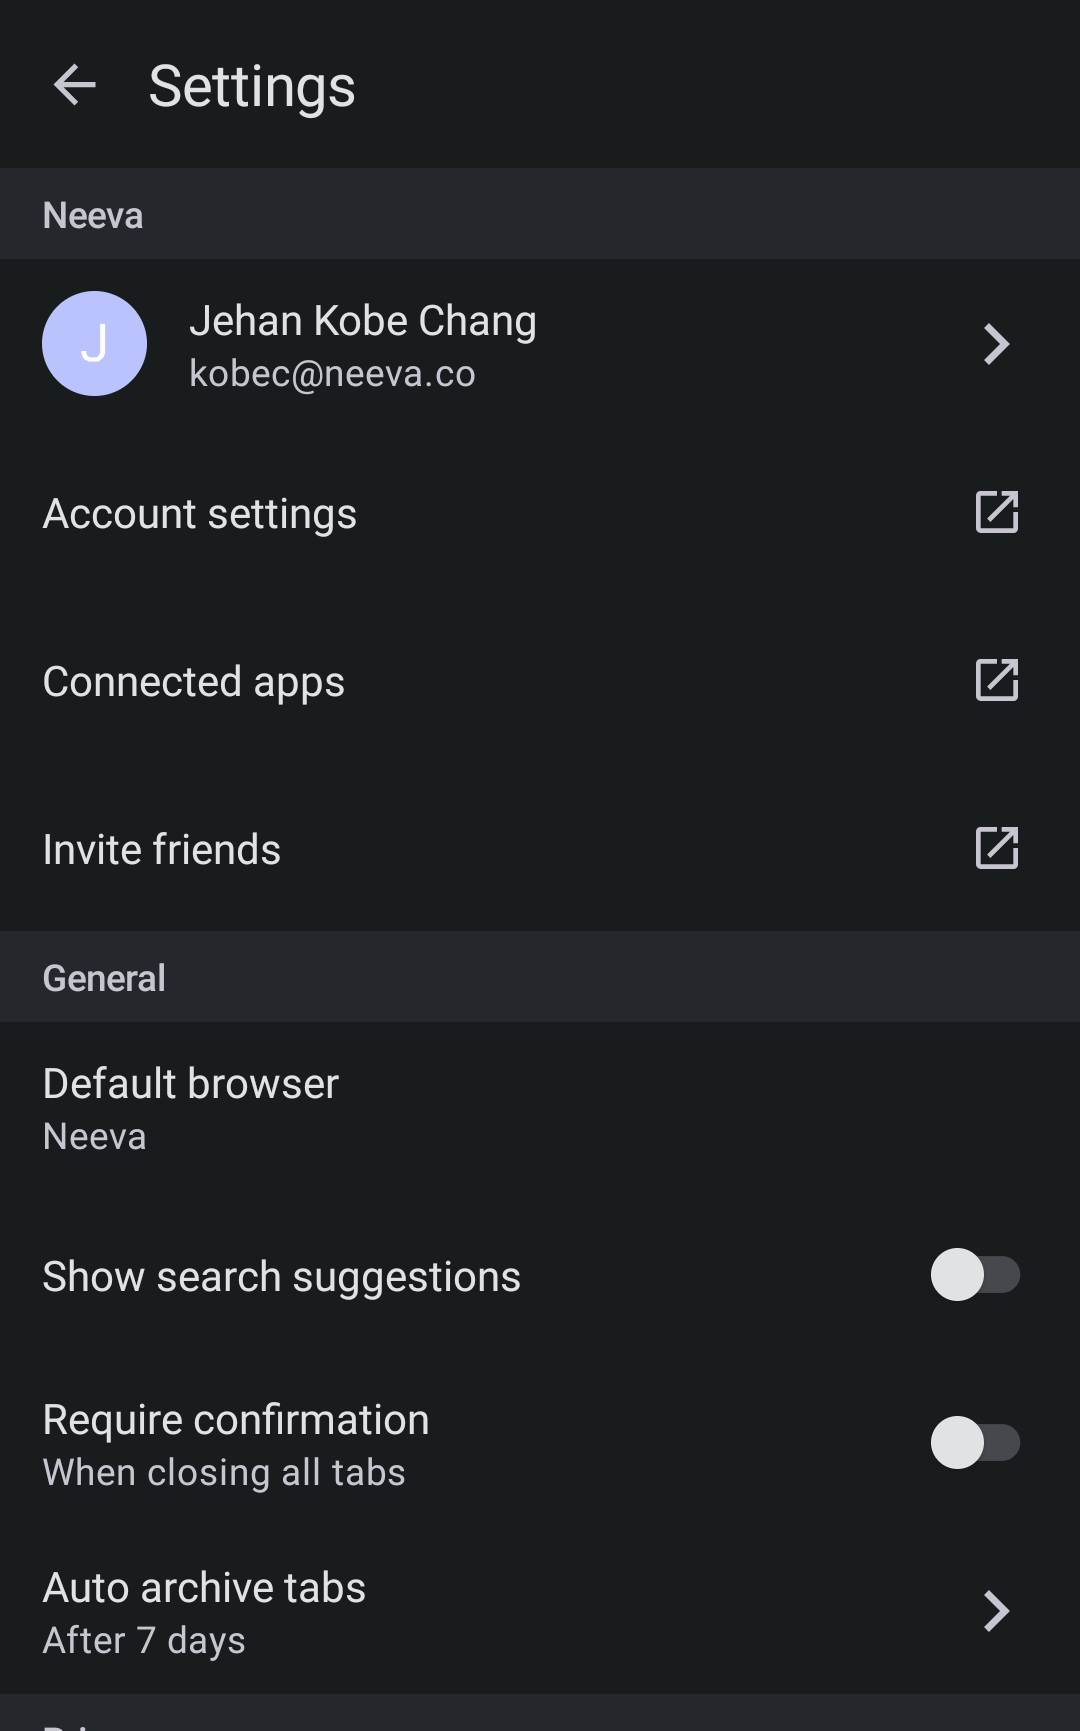 Settings
Neeva
J
Jehan Kobe Chang
kobec@neeva.co
Account settings
Connected apps
Invite friends
General
Default browser
Neeva
Show search suggestions
Require confirmation
When closing all tabs
Auto archive tabs
After 7 days